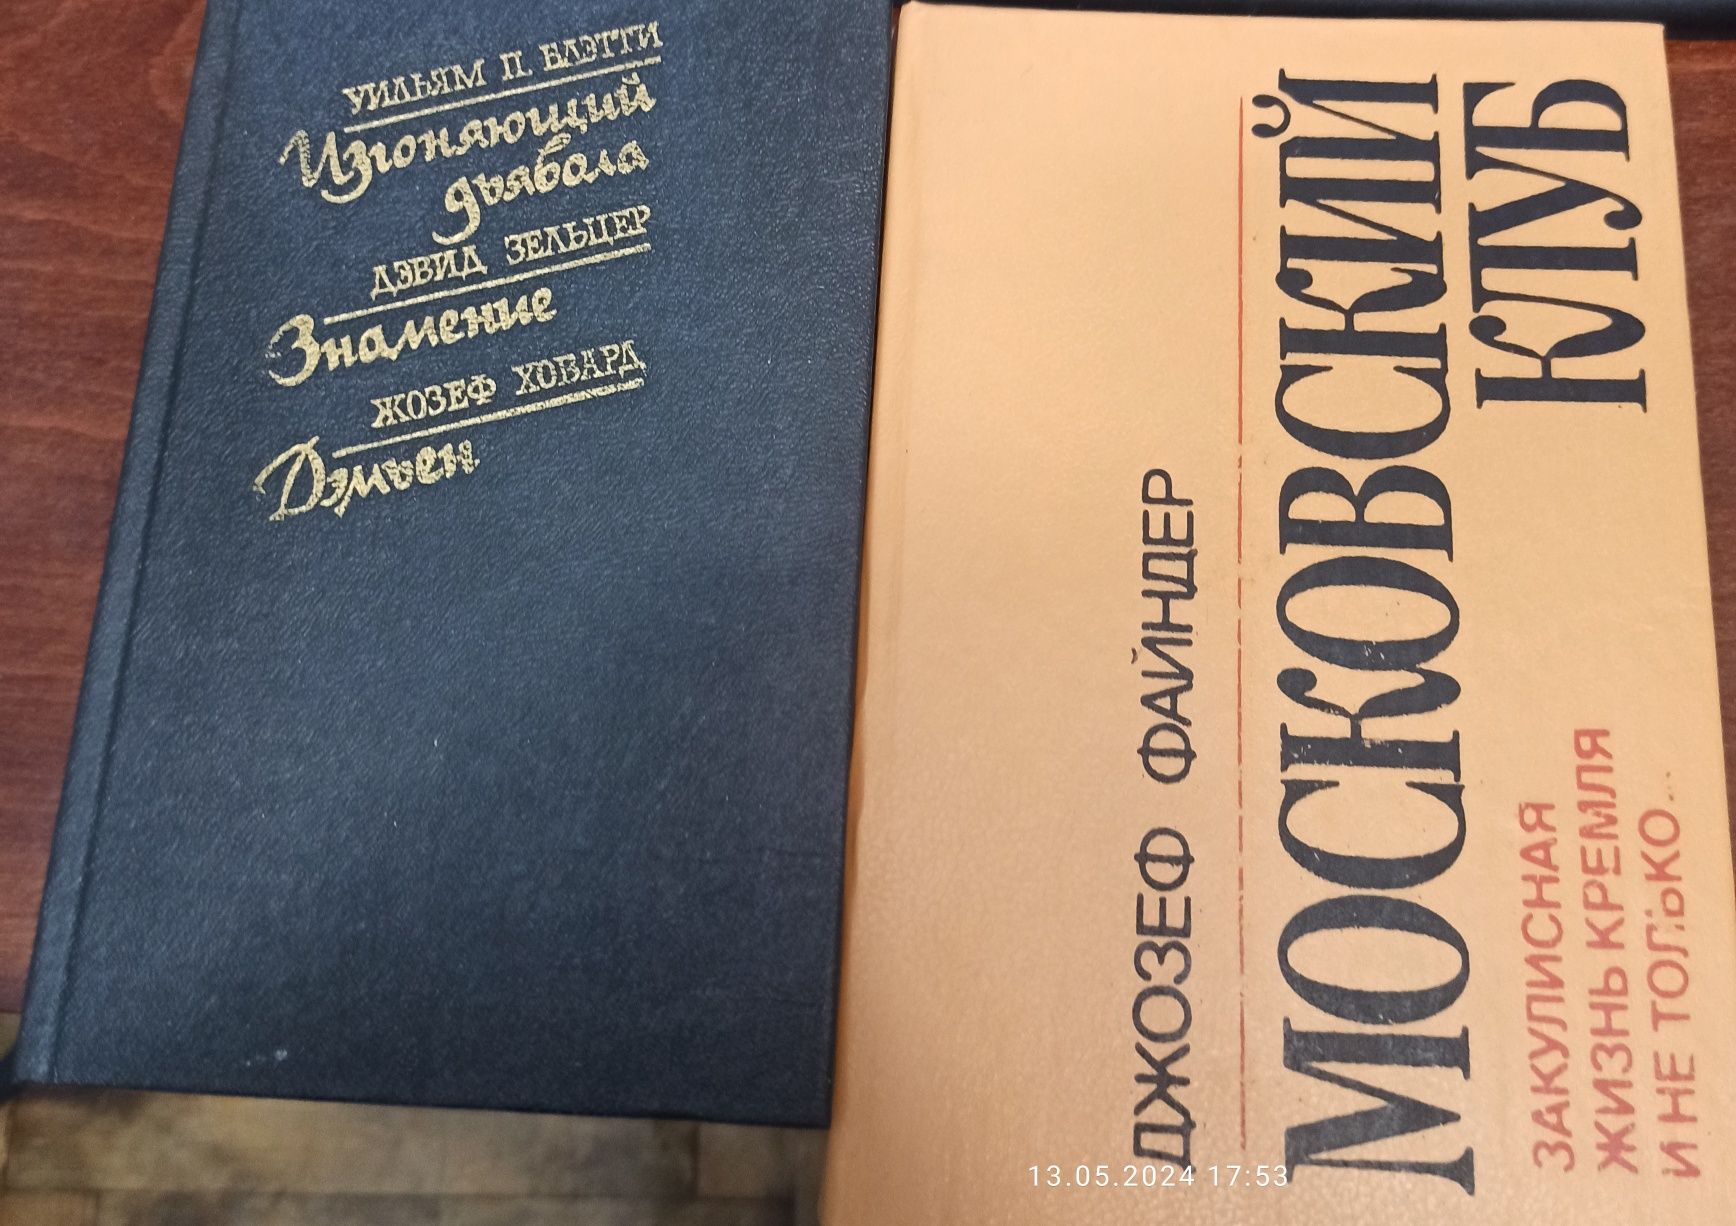 УИЛЬЯМ П. БЛЭТТИ
Изгоняющий
дьявола
ДЭВИД ЗЕЛЬЦЕР
Знамение
ЖОЗЕФ ХОВАРД
Дэмьен
ДЖОЗЕФ ФАЙНДЕР
МОСКОВСКИЙ
КЛУБ
ЗАКУЛИСНАЯ
ЖИЗНЬ КРЕМЛЯ
И НЕ ТОЛЬКО...
13.05.2024 17:53